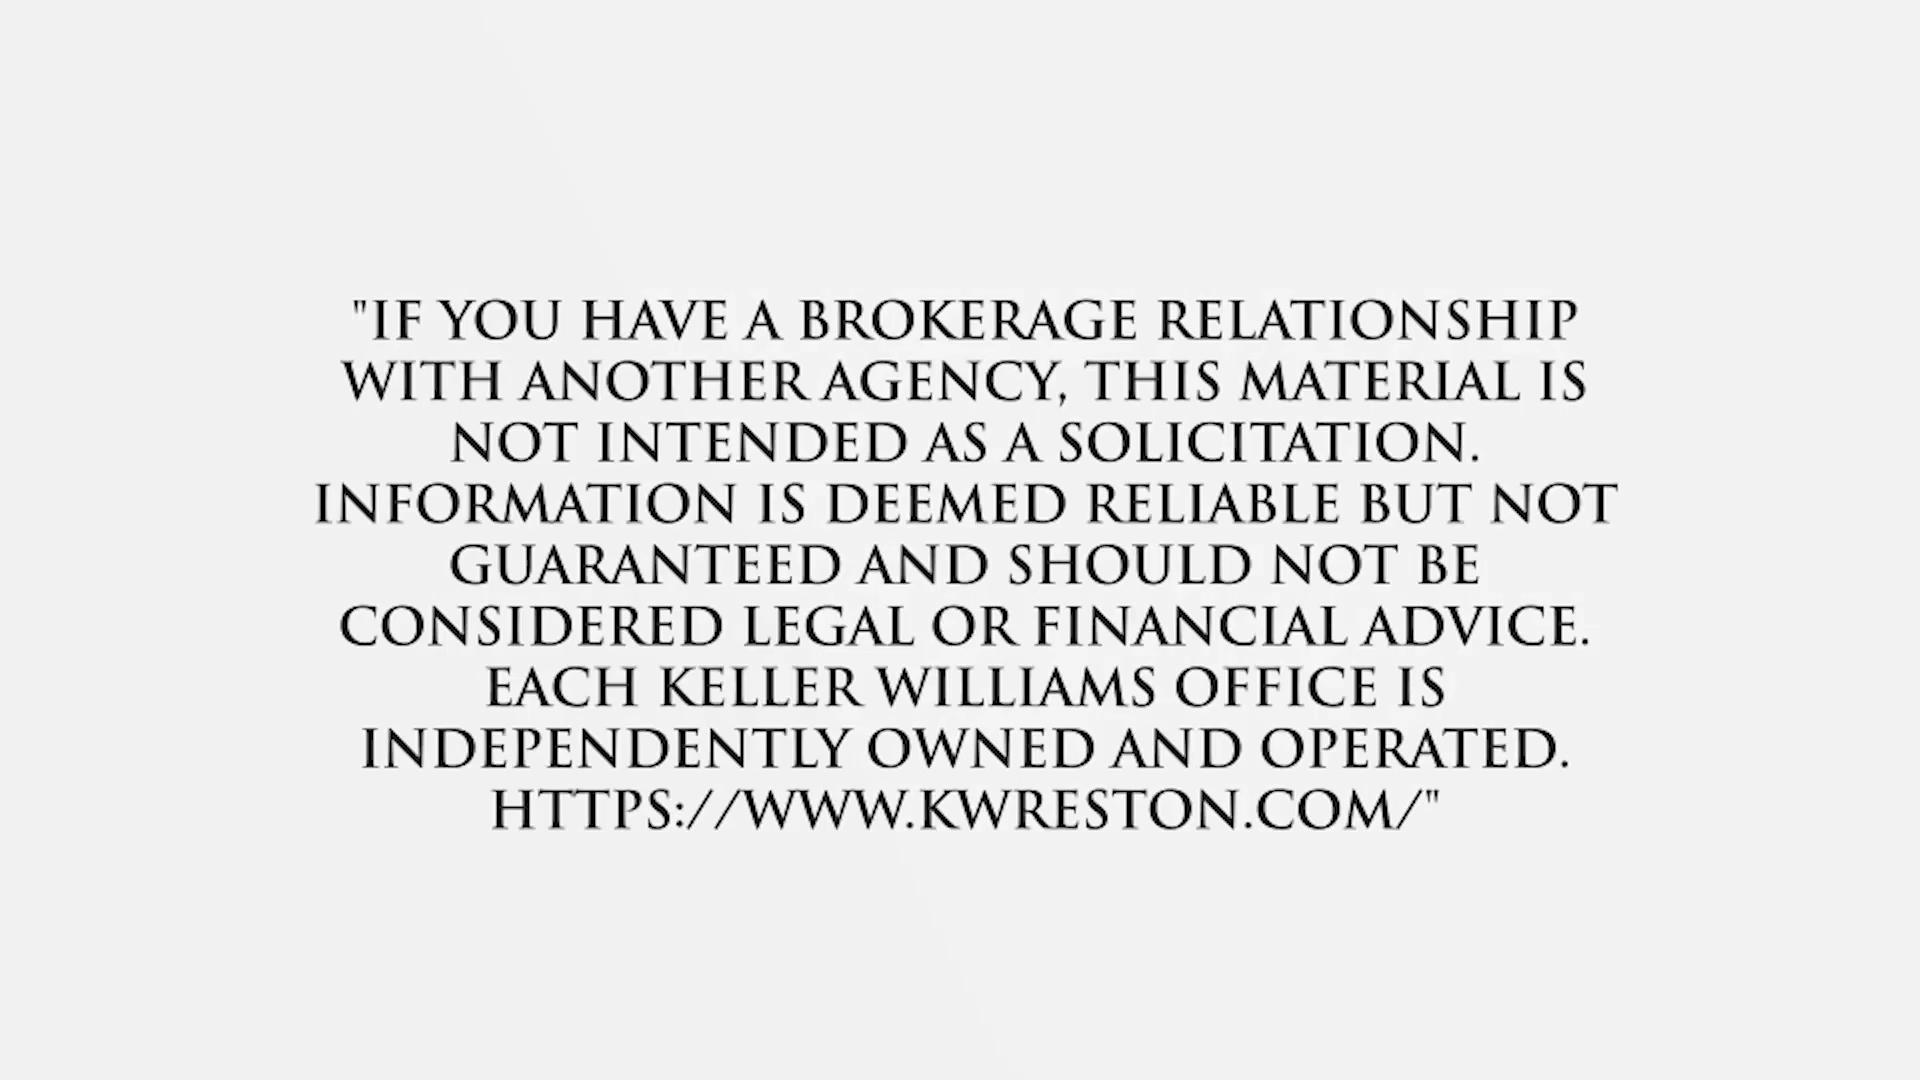 "IF YOU HAVE A BROKERAGE RELATIONSHIP
WITH ANOTHER AGENCY, THIS MATERIAL IS
NOT INTENDED AS A SOLICITATION.
INFORMATION IS DEEMED RELIABLE BUT NOT
GUARANTEED AND SHOULD NOT BE
CONSIDERED LEGAL OR FINANCIAL ADVICE.
EACH KELLER WILLIAMS OFFICE IS
INDEPENDENTLY OWNED AND OPERATED.
HTTPS://WWW.KWRESTON.COM/"